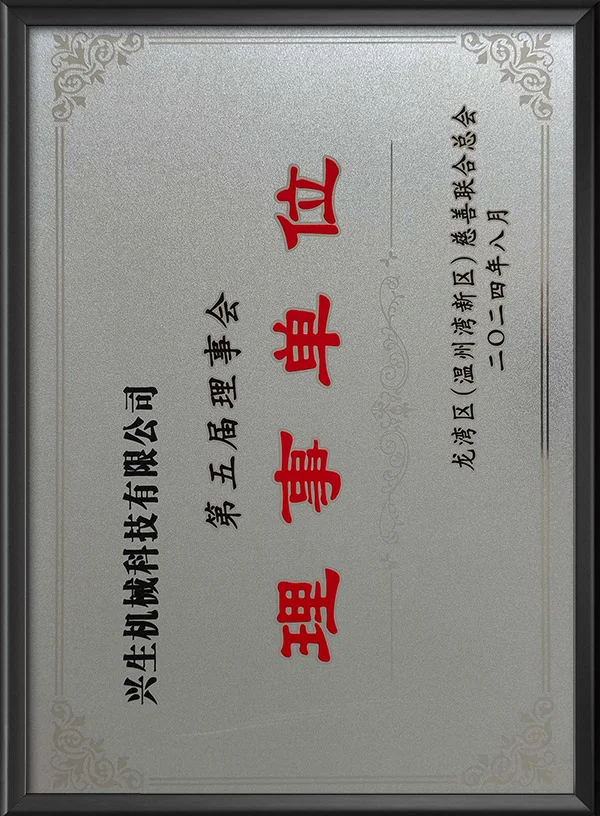 兴生机械科技有限公司
第五届理事会
理事单位
龙湾区(温州湾新区)慈善联合总会
二〇二四年八月